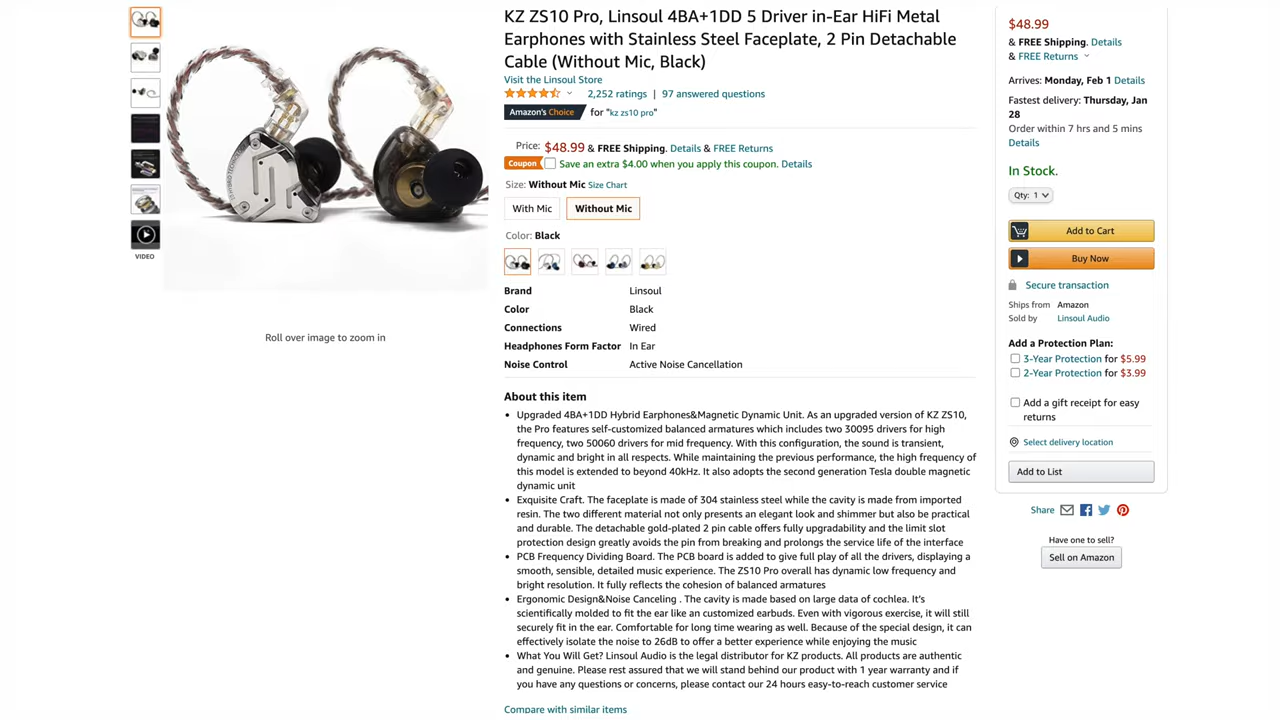 KZ ZS10 Pro, Linsoul 4BA+1DD 5 Driver in-Ear HiFi Metal
Earphones with Stainless Steel Faceplate, 2 Pin Detachable
Cable (Without Mic, Black)
Visit the Linsoul Store
2,252 ratings | 97 answered questions
Amazon's Choice for "kz zs10 pro"
Price: $48.99 & FREE Shipping. Details & FREE Returns
Coupon Save an extra $4.00 when you apply this coupon. Details
Size: Without Mic Size Chart
With Mic Without Mic
Color: Black
Brand Linsoul
Color Black
Connections Wired
Headphones Form Factor In Ear
Noise Control Active Noise Cancellation
About this item
• Upgraded 4BA+1DD Hybrid Earphones&Magnetic Dynamic Unit. As an upgraded version of KZ ZS10,
the Pro features self-customized balanced armatures which includes two 30095 drivers for high
frequency, two 50060 drivers for mid frequency. With this configuration, the sound is transient,
dynamic and bright in all respects. While maintaining the previous performance, the high frequency of
this model is extended to beyond 40kHz. It also adopts the second generation Tesla double magnetic
dynamic unit
• Exquisite Craft. The faceplate is made of 304 stainless steel while the cavity is made from imported
resin. The two different material not only presents an elegant look and shimmer but also be practical
and durable. The detachable gold-plated 2 pin cable offers fully upgradability and the limit slot
protection design greatly avoids the pin from breaking and prolongs the service life of the interface
• PCB Frequency Dividing Board. The PCB board is added to give full play of all the drivers, displaying a
smooth, sensible, detailed music experience. The ZS10 Pro overall has dynamic low frequency and
bright resolution. It fully reflects the cohesion of balanced armatures
• Ergonomic Design&Noise Canceling . The cavity is made based on large data of cochlea. It's
scientifically molded to fit the ear like an customized earbuds. Even with vigorous exercise, it will still
securely fit in the ear. Comfortable for long time wearing as well. Because of the special design, it can
effectively isolate the noise to 26dB to offer a better experience while enjoying the music
• What You Will Get? Linsoul Audio is the legal distributor for KZ products. All products are authentic
and genuine. Please rest assured that we will stand behind our product with 1 year warranty and if
you have any questions or concerns, please contact our 24 hours easy-to-reach customer service
Compare with similar items
VIDEO
Roll over image to zoom in
$48.99
& FREE Shipping. Details
& FREE Returns
Arrives: Monday, Feb 1 Details
Fastest delivery: Thursday, Jan
28
Order within 7 hrs and 5 mins
Details
In Stock.
Qty: 1
Add to Cart
Buy Now
Secure transaction
Ships from Amazon
Sold by Linsoul Audio
Add a Protection Plan:
3-Year Protection for $5.99
2-Year Protection for $3.99
Add a gift receipt for easy
returns
Select delivery location
Add to List
Share
Have one to sell?
Sell on Amazon